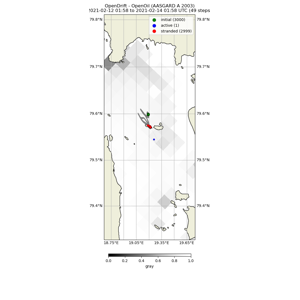 OpenDrift - OpenOil (AASGARD A 2003)
2021-02-12 01:58 to 2021-02-14 01:58 UTC (49 steps
initial (3000)
active (1)
stranded (2999)
79.8°N
79.8°N
79.7°N
79.7°N
79.6°N
79.6°N
79.5°N
79.5°N
79.4°N
79.4°N
18.75°E
19.05°E
19.35°E
19.65°E
0.0
0.2
0.4
0.6
0.8
1.0
gray